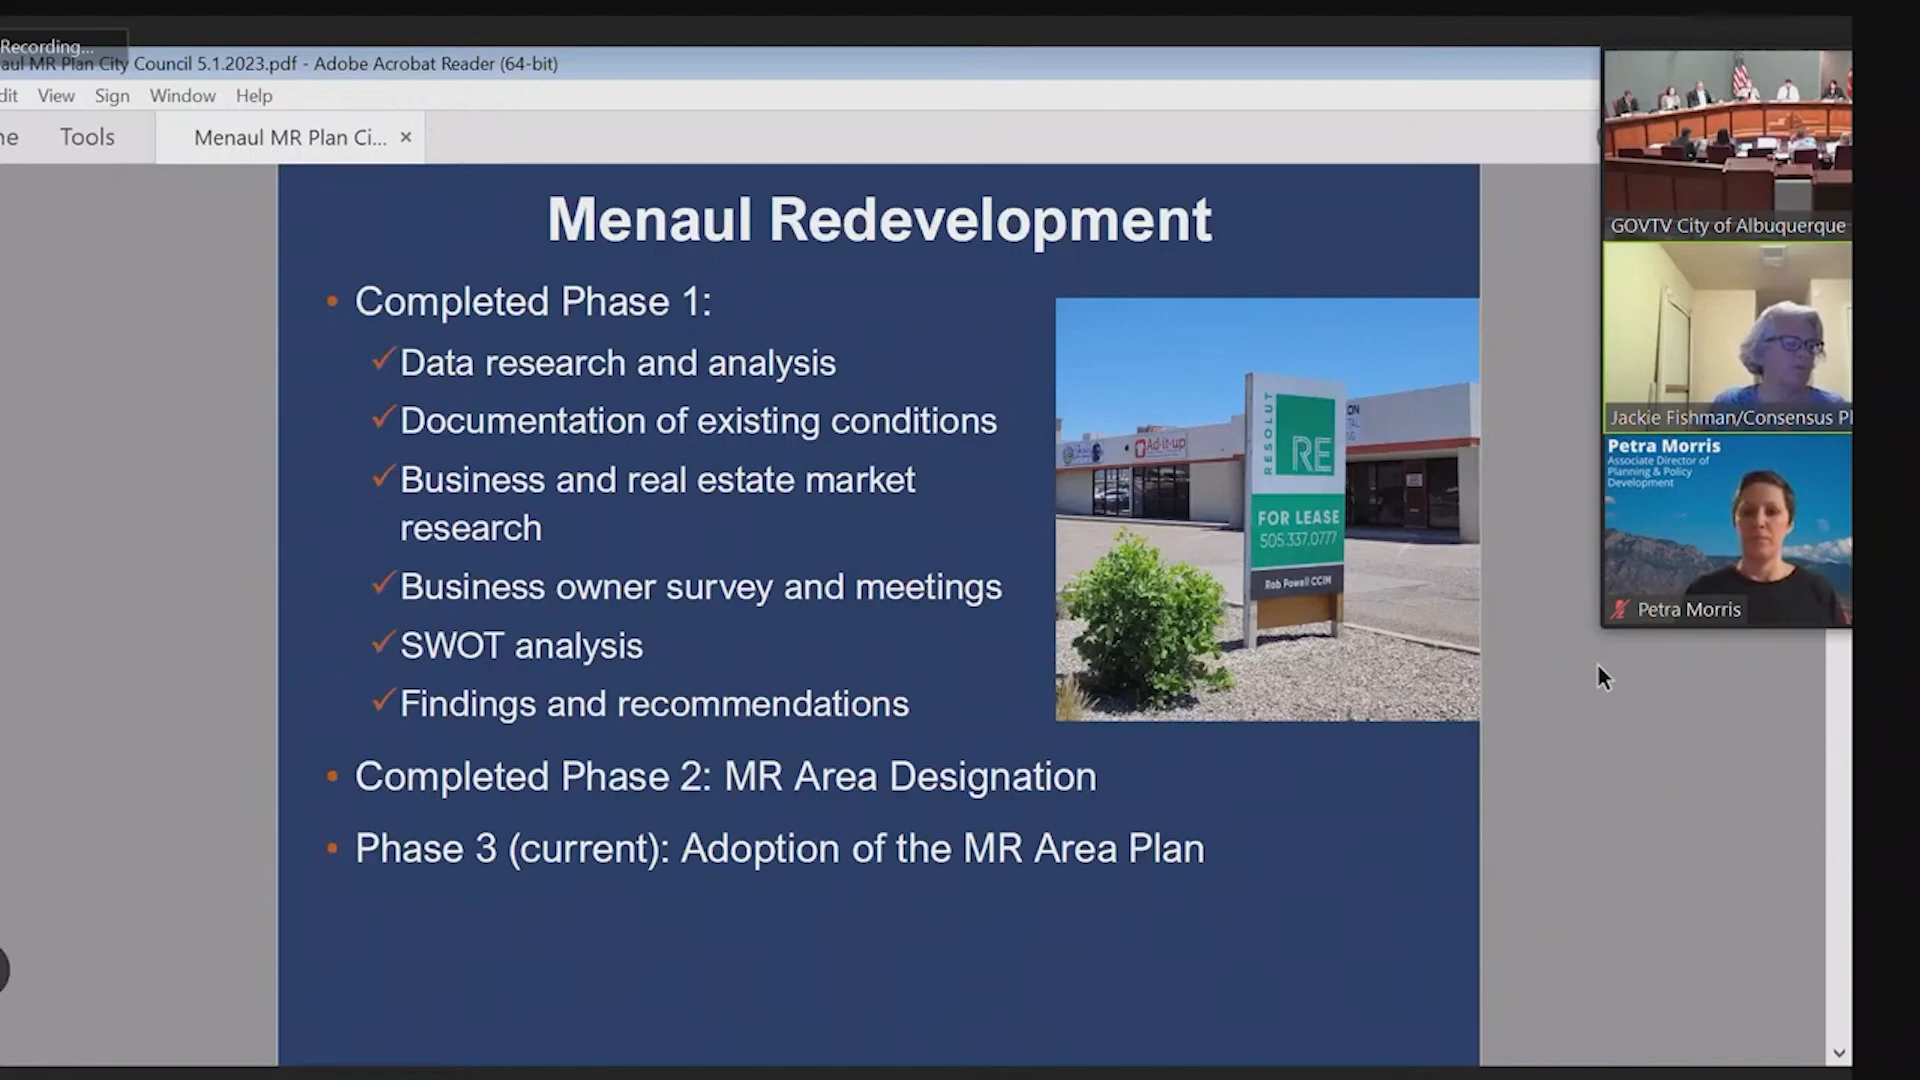 Recording...
aul MR Plan City Council 5.1.2023.pdf - Adobe Acrobat Reader (64-bit)
dit View Sign Window Help
ne Tools Menaul MR Plan Ci... ×
Menaul Redevelopment
• Completed Phase 1:
✓ Data research and analysis
✓ Documentation of existing conditions
✓ Business and real estate market
research
✓ Business owner survey and meetings
✓ SWOT analysis
✓ Findings and recommendations
• Completed Phase 2: MR Area Designation
• Phase 3 (current): Adoption of the MR Area Plan
Ad-it-up
RESOLUT
RE
FOR LEASE
505.337.0777
Rob Powell CCIM
ON
GOVTV City of Albuquerque
Jackie Fishman/Consensus Pl
Petra Morris
Associate Director of
Planning & Policy
Development
Petra Morris